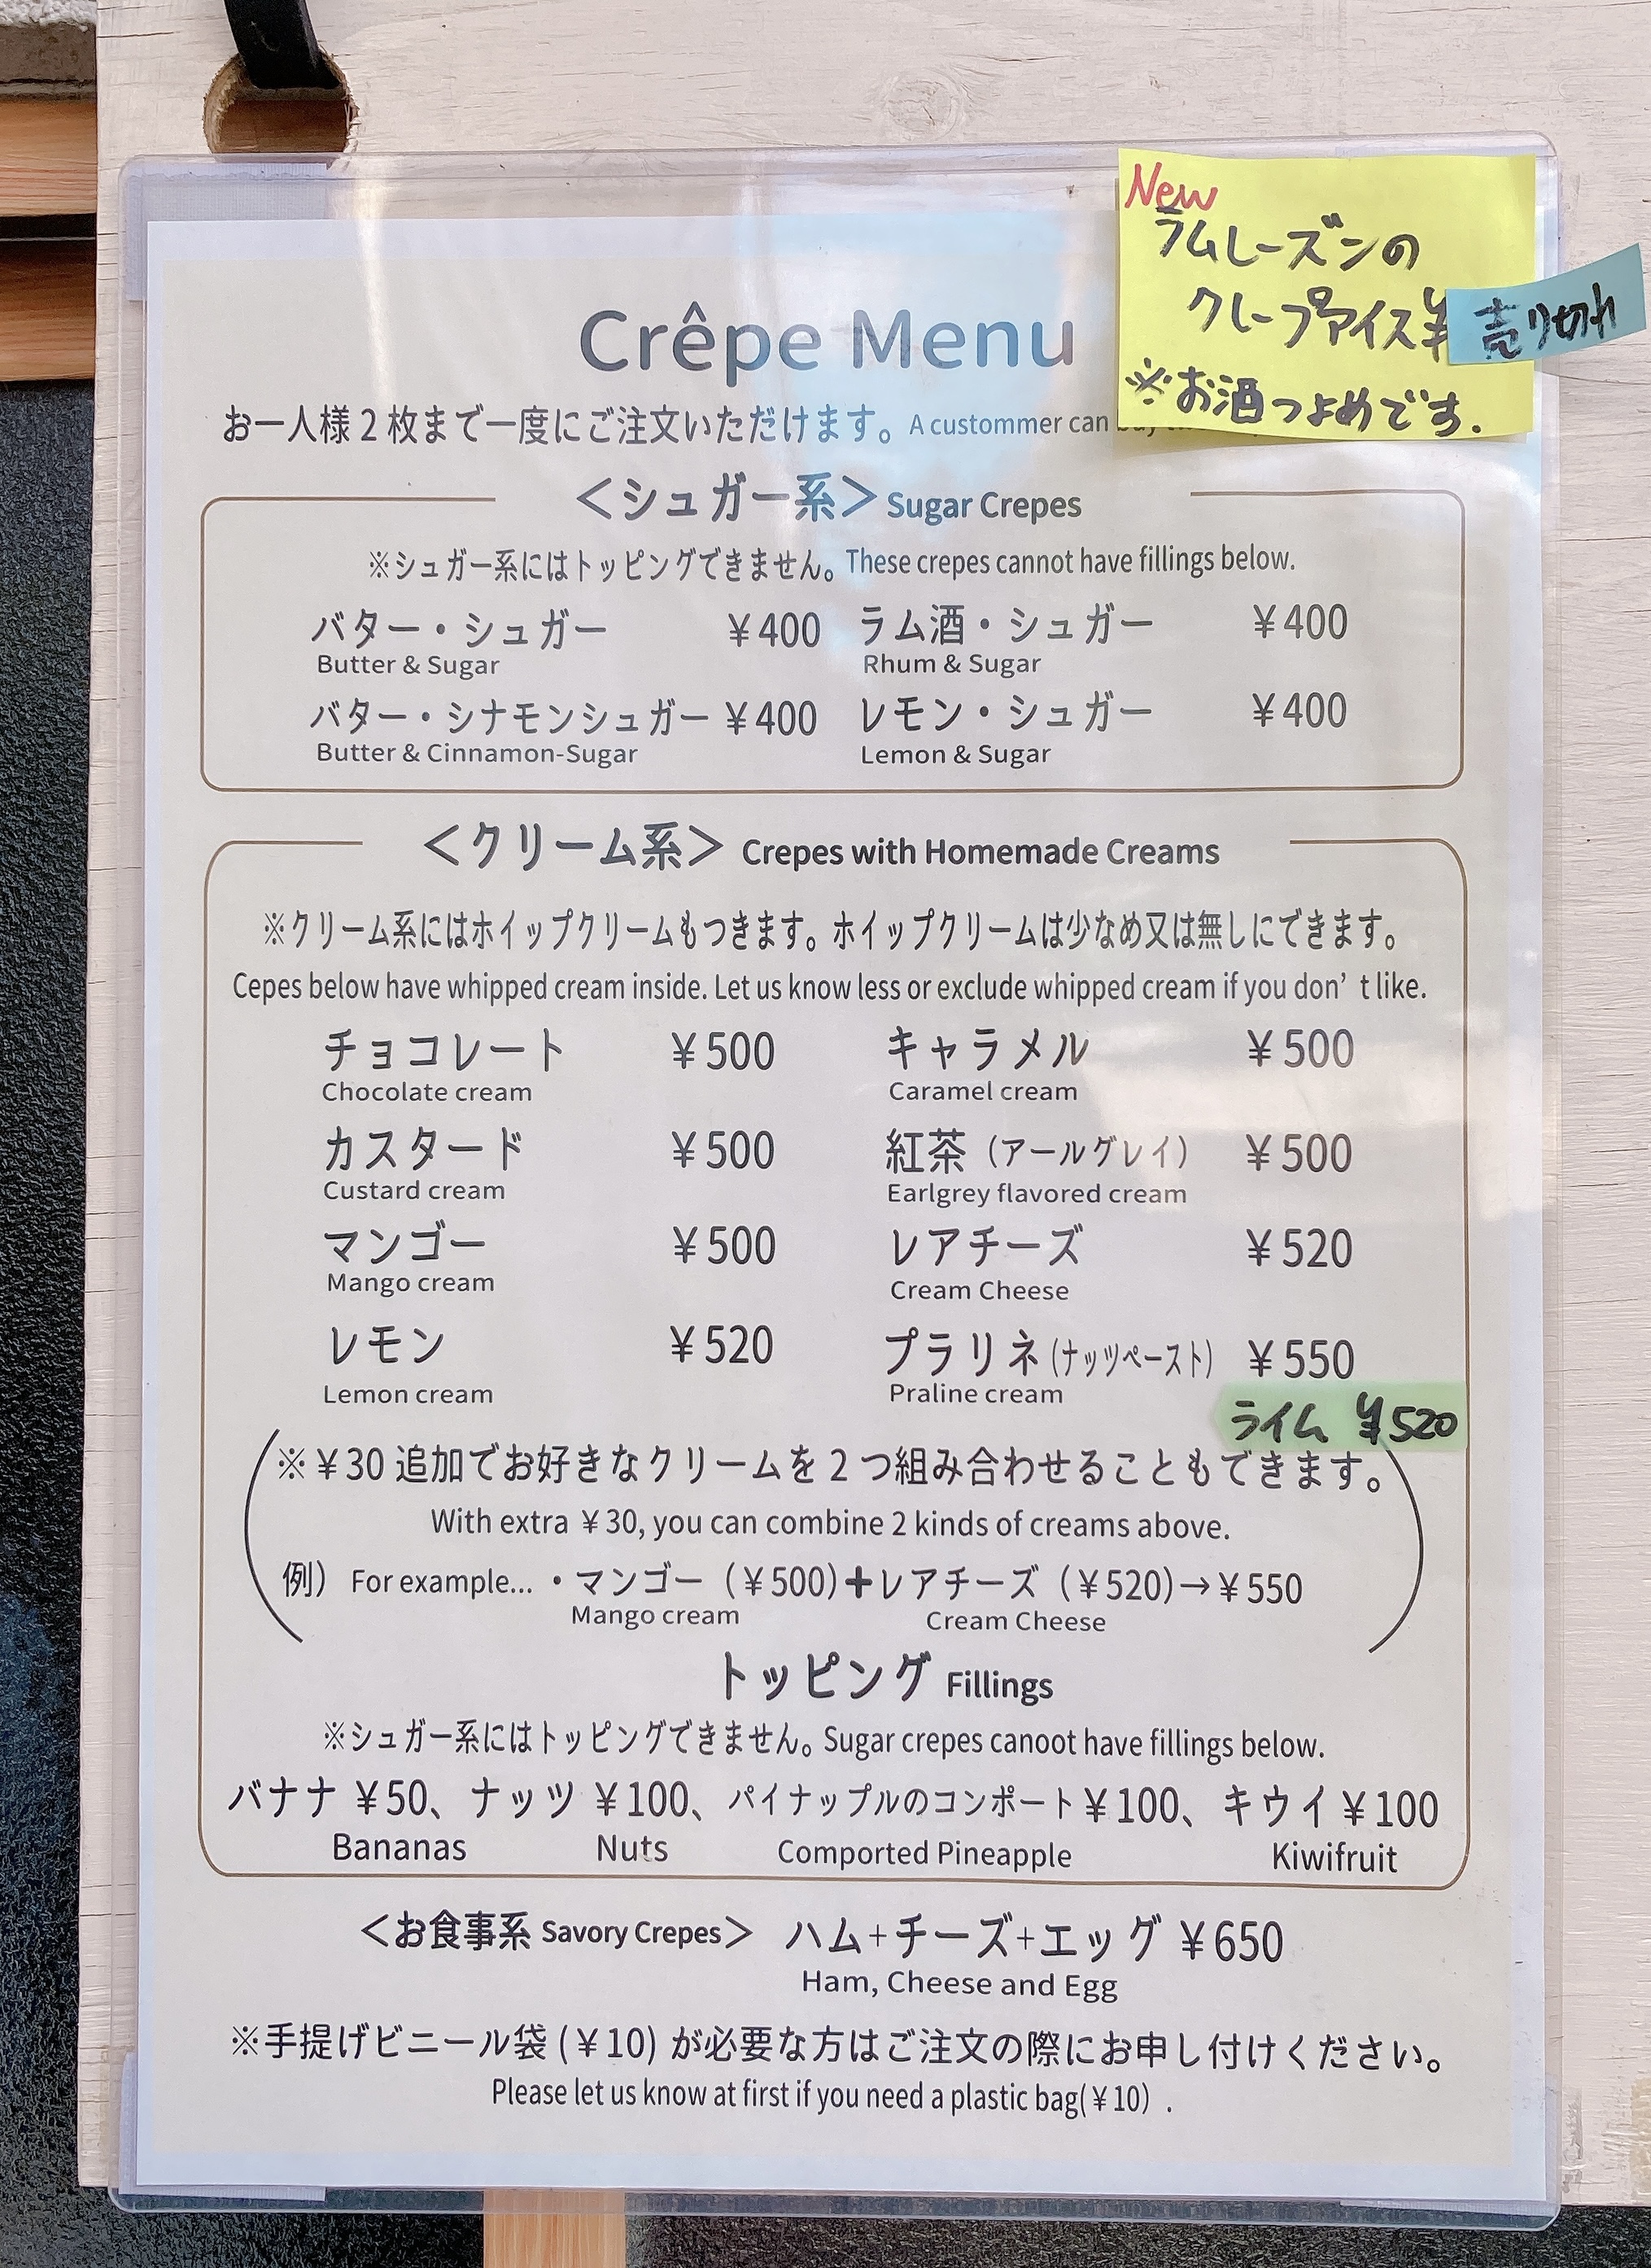 New
ラムレーズンの
クレープアイス¥
売り切れ
※お酒つよめです.
Crêpe Menu
お一人様2枚まで一度にご注文いただけます。A custommer can
＜シュガー系＞Sugar Crepes
※シュガー系にはトッピングできません。These crepes cannot have fillings below.
バター・シュガー ¥400 ラム酒・シュガー ¥400
Butter & Sugar Rhum & Sugar
バター・シナモンシュガー ¥400 レモン・シュガー ¥400
Butter & Cinnamon-Sugar Lemon & Sugar
＜クリーム系＞ Crepes with Homemade Creams
※クリーム系にはホイップクリームもつきます。ホイップクリームは少なめ又は無しにできます。
Cepes below have whipped cream inside. Let us know less or exclude whipped cream if you don’t like.
チョコレート ¥500 キャラメル ¥500
Chocolate cream Caramel cream
カスタード ¥500 紅茶（アールグレイ） ¥500
Custard cream Earlgrey flavored cream
マンゴー ¥500 レアチーズ ¥520
Mango cream Cream Cheese
レモン ¥520 プラリネ(ナッツペースト) ¥550
Lemon cream Praline cream
ライム ¥520
※¥30 追加でお好きなクリームを2つ組み合わせることもできます。
With extra ¥30, you can combine 2 kinds of creams above.
例） For example... ・マンゴー（¥500)+レアチーズ（¥520)→¥550
Mango cream Cream Cheese
トッピング Fillings
※シュガー系にはトッピングできません。Sugar crepes canoot have fillings below.
バナナ ¥50、ナッツ ¥100、パイナップルのコンポート¥100、キウイ¥100
Bananas Nuts Comported Pineapple Kiwifruit
＜お食事系 Savory Crepes＞ ハム+チーズ+エッグ ¥650
Ham, Cheese and Egg
※手提げビニール袋(¥10) が必要な方はご注文の際にお申し付けください。
Please let us know at first if you need a plastic bag(¥10) .